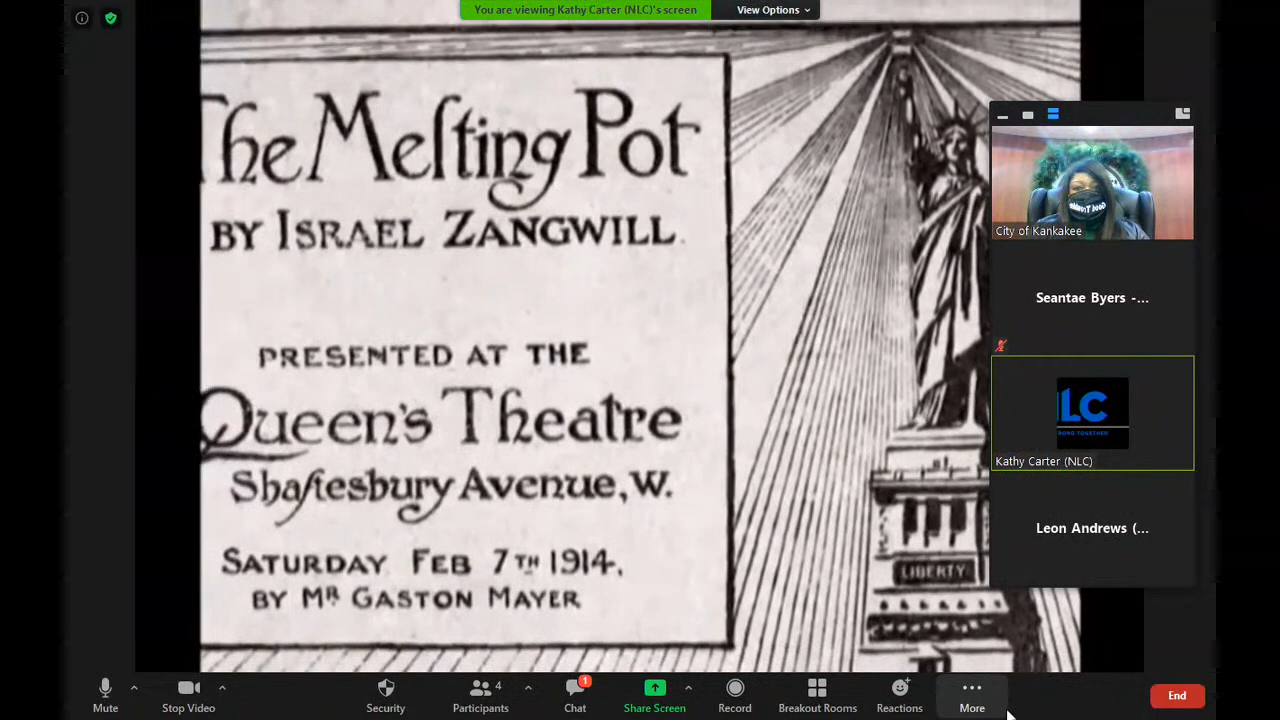 You are viewing Kathy Carter (NLC)'s screen
View Options
The Melting Pot
BY ISRAEL ZANGWILL
PRESENTED AT THE
Queen's Theatre
Shaftesbury Avenue, W.
SATURDAY FEB 7TH 1914.
BY MR GASTON MAYER
LIBERTY
City of Kankakee
Seantae Byers -...
NLC
Kathy Carter (NLC)
Leon Andrews (...
Mute
Stop Video
Security
4
Participants
1
Chat
Share Screen
Record
Breakout Rooms
Reactions
More
End